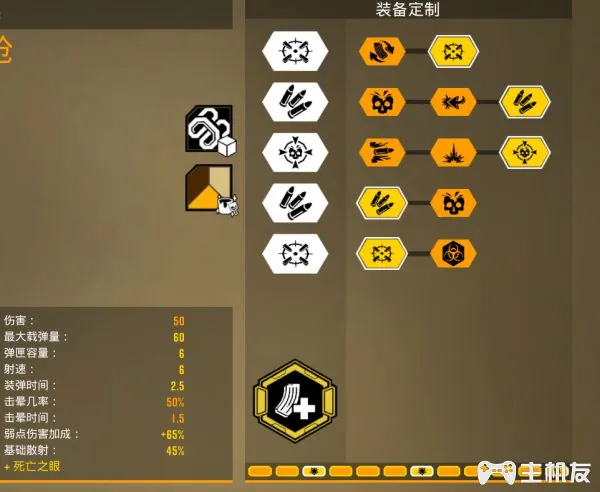 装备定制
枪
伤害： 50
最大载弹量： 60
弹匣容量： 6
射速： 6
装弹时间： 2.5
击晕几率： 50%
击晕时间： 1.5
弱点伤害加成： +65%
基础散射： 45%
+ 死亡之眼
主机友